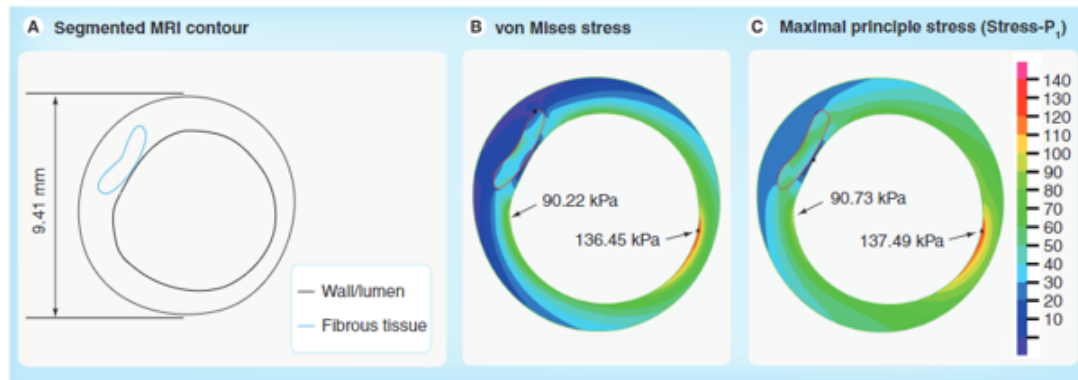 A Segmented MRI contour
B von Mises stress
C Maximal principle stress (Stress-P1)
9.41 mm
Wall/lumen
Fibrous tissue
90.22 kPa
136.45 kPa
90.73 kPa
137.49 kPa
140
130
120
110
100
90
80
70
60
50
40
30
20
10